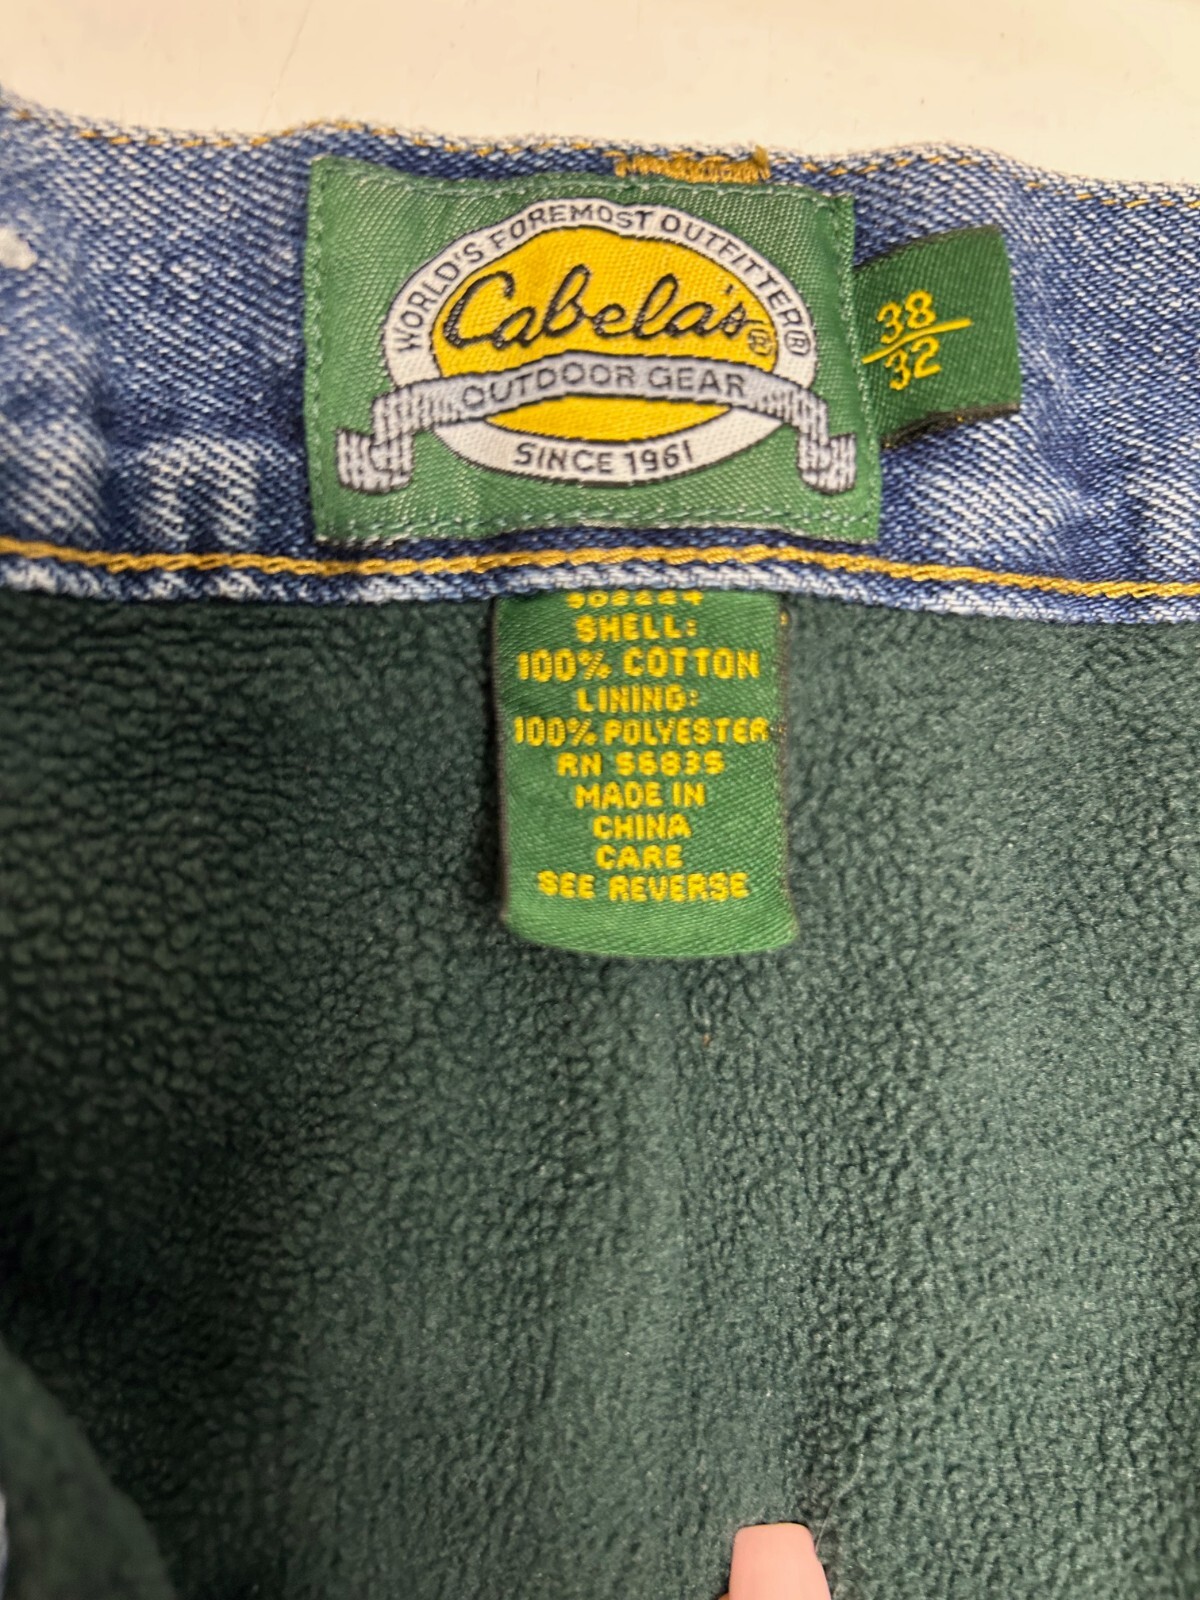 WORLD'S FOREMOST OUTFITTER®
Cabela's®
OUTDOOR GEAR
SINCE 1961
38
32
SHELL:
100% COTTON
LINING:
100% POLYESTER
RN 56835
MADE IN
CHINA
CARE
SEE REVERSE